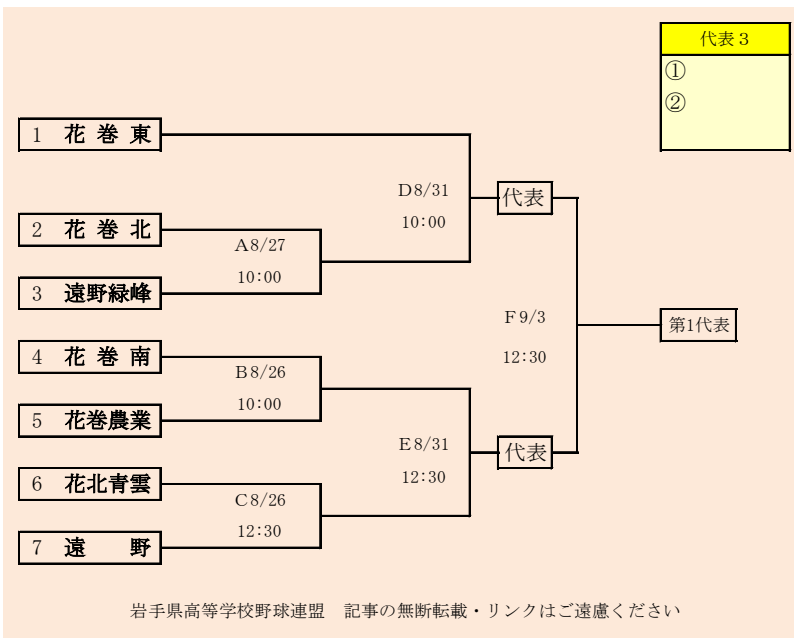 代表3
①
②
1 花巻東
D8/31
代表
10:00
2 花巻北
A8/27
10:00
3 遠野緑峰
F9/3
第1代表
4 花巻南
12:30
B8/26
10:00
5 花巻農業
E8/31
代表
12:30
6 花北青雲
C8/26
12:30
7 遠野
岩手県高等学校野球連盟 記事の無断転載・リンクはご遠慮ください